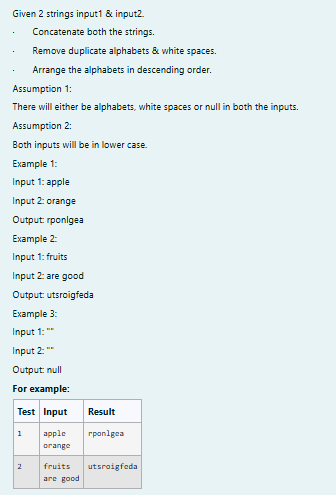 Given 2 strings input1 & input2.
· Concatenate both the strings.
· Remove duplicate alphabets & white spaces.
· Arrange the alphabets in descending order.
Assumption 1:
There will either be alphabets, white spaces or null in both the inputs.
Assumption 2:
Both inputs will be in lower case.
Example 1:
Input 1: apple
Input 2: orange
Output: rponlgea
Example 2:
Input 1: fruits
Input 2: are good
Output: utsroigfeda
Example 3:
Input 1: ""
Input 2: ""
Output: null
For example:
Test Input Result
1 apple rponlgea
orange
2 fruits utsroigfeda
are good